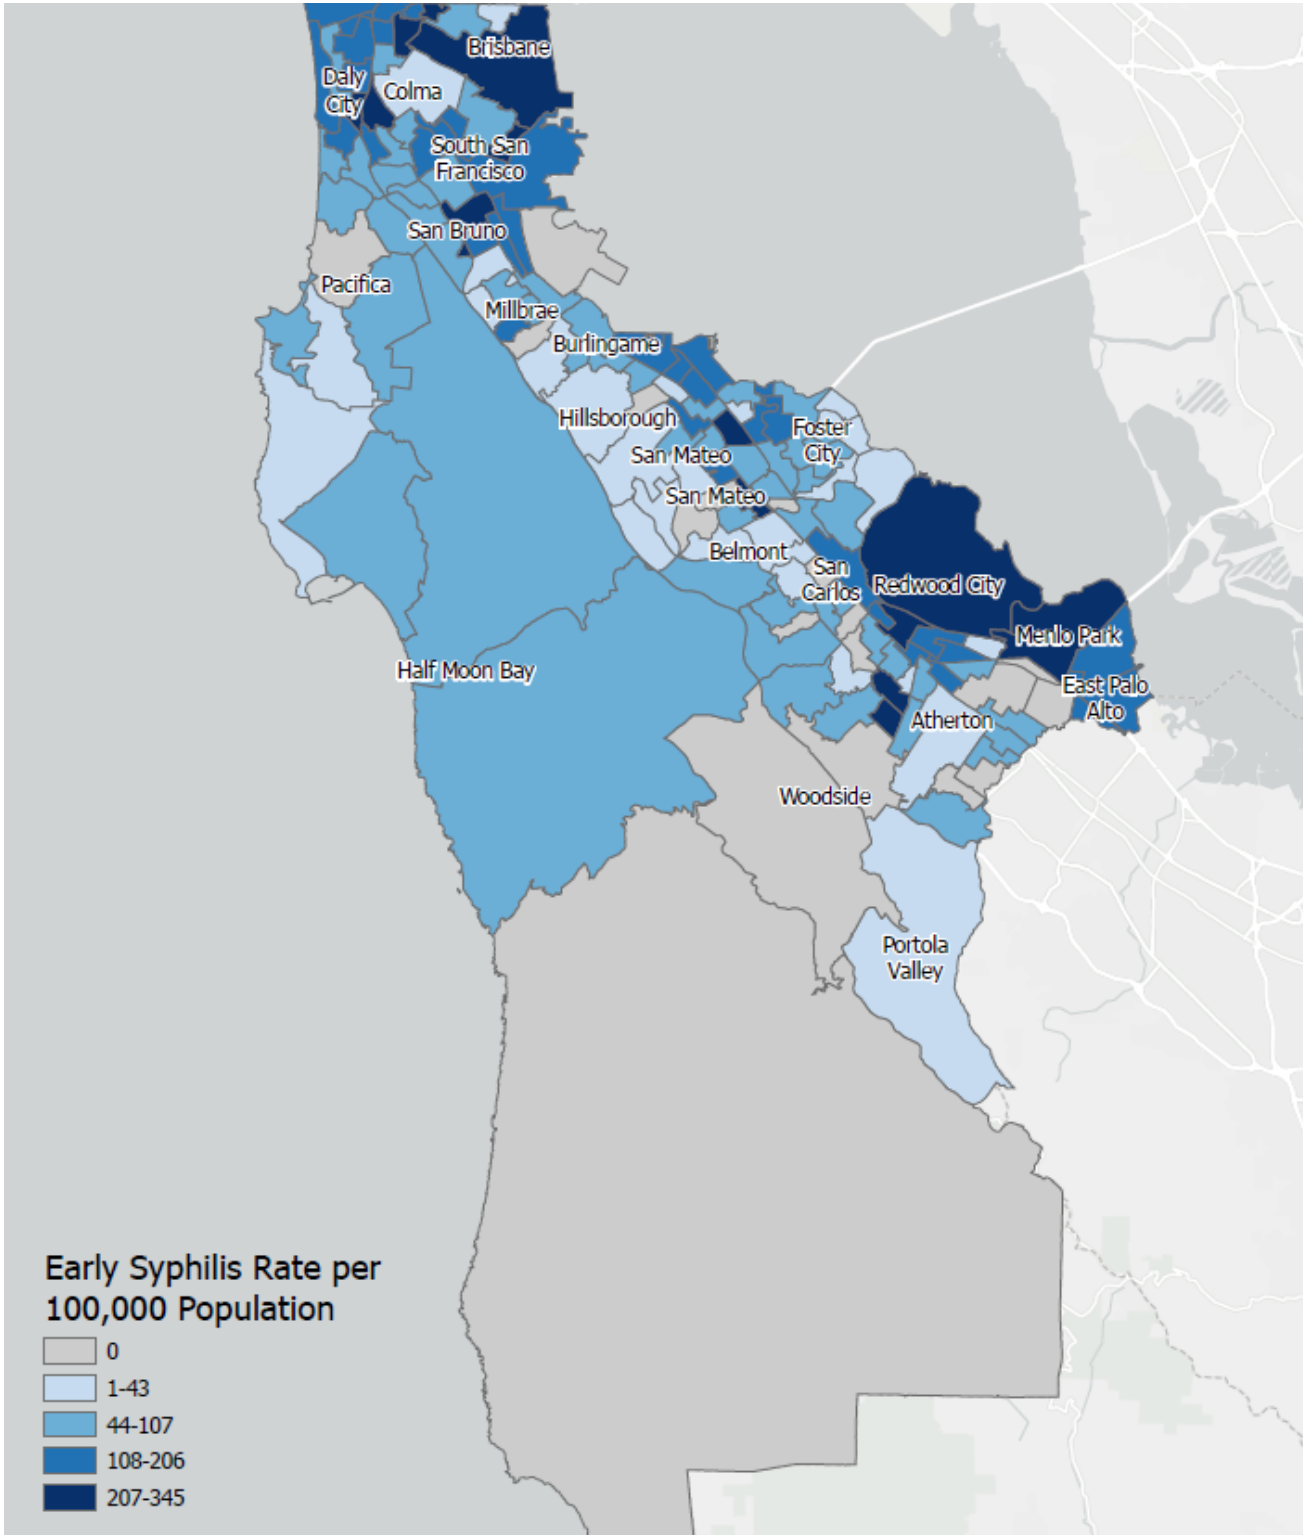 Brisbane
Daly
City
Colma
South San
Francisco
San Bruno
Pacifica
Millbrae
Burlingame
Hillsborough
Foster
City
San Mateo
San Mateo
Belmont
San
Carlos
Redwood City
Menlo Park
Half Moon Bay
East Palo
Alto
Atherton
Woodside
Portola
Valley
Early Syphilis Rate per
100,000 Population
0
1-43
44-107
108-206
207-345